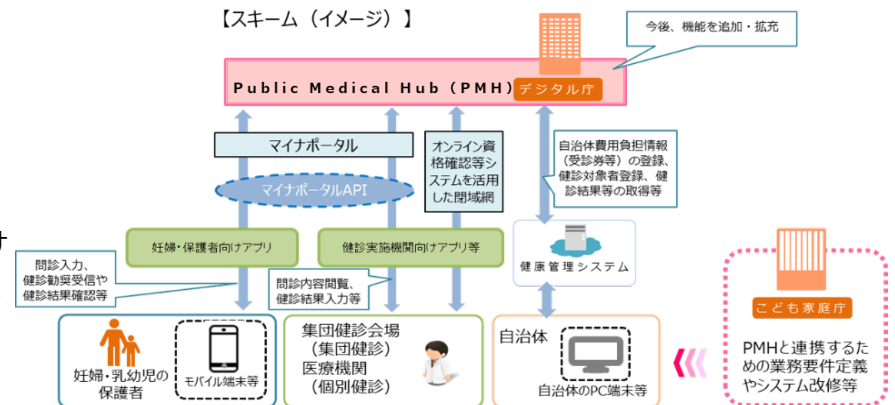 【スキーム（イメージ）】
今後、機能を追加・拡充
Public Medical Hub（PMH）
デジタル庁
マイナポータル
オンライン資
格確認等シ
ステムを活用
した閉域網
自治体費用負担情報
（受診券等）の登録、
健診対象者登録、健
診結果等の取得等
マイナポータルAPI
ナ
妊婦・保護者向けアプリ
健診実施機関向けアプリ等
健康管理システム
問診入力、
健診勧奨受信や
健診結果確認等
問診内容閲覧、
健診結果入力等
こども家庭庁
PMHと連携するた
めの業務要件定義
やシステム改修等
妊婦・乳幼児の
保護者
モバイル端末等
集団健診会場
（集団健診）
医療機関
（個別健診）
自治体
自治体のPC端末等